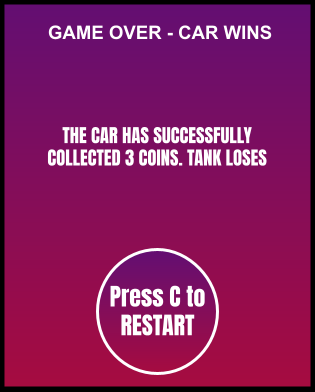 GAME OVER - CAR WINS
THE CAR HAS SUCCESSFULLY
COLLECTED 3 COINS. TANK LOSES
Press C to
RESTART